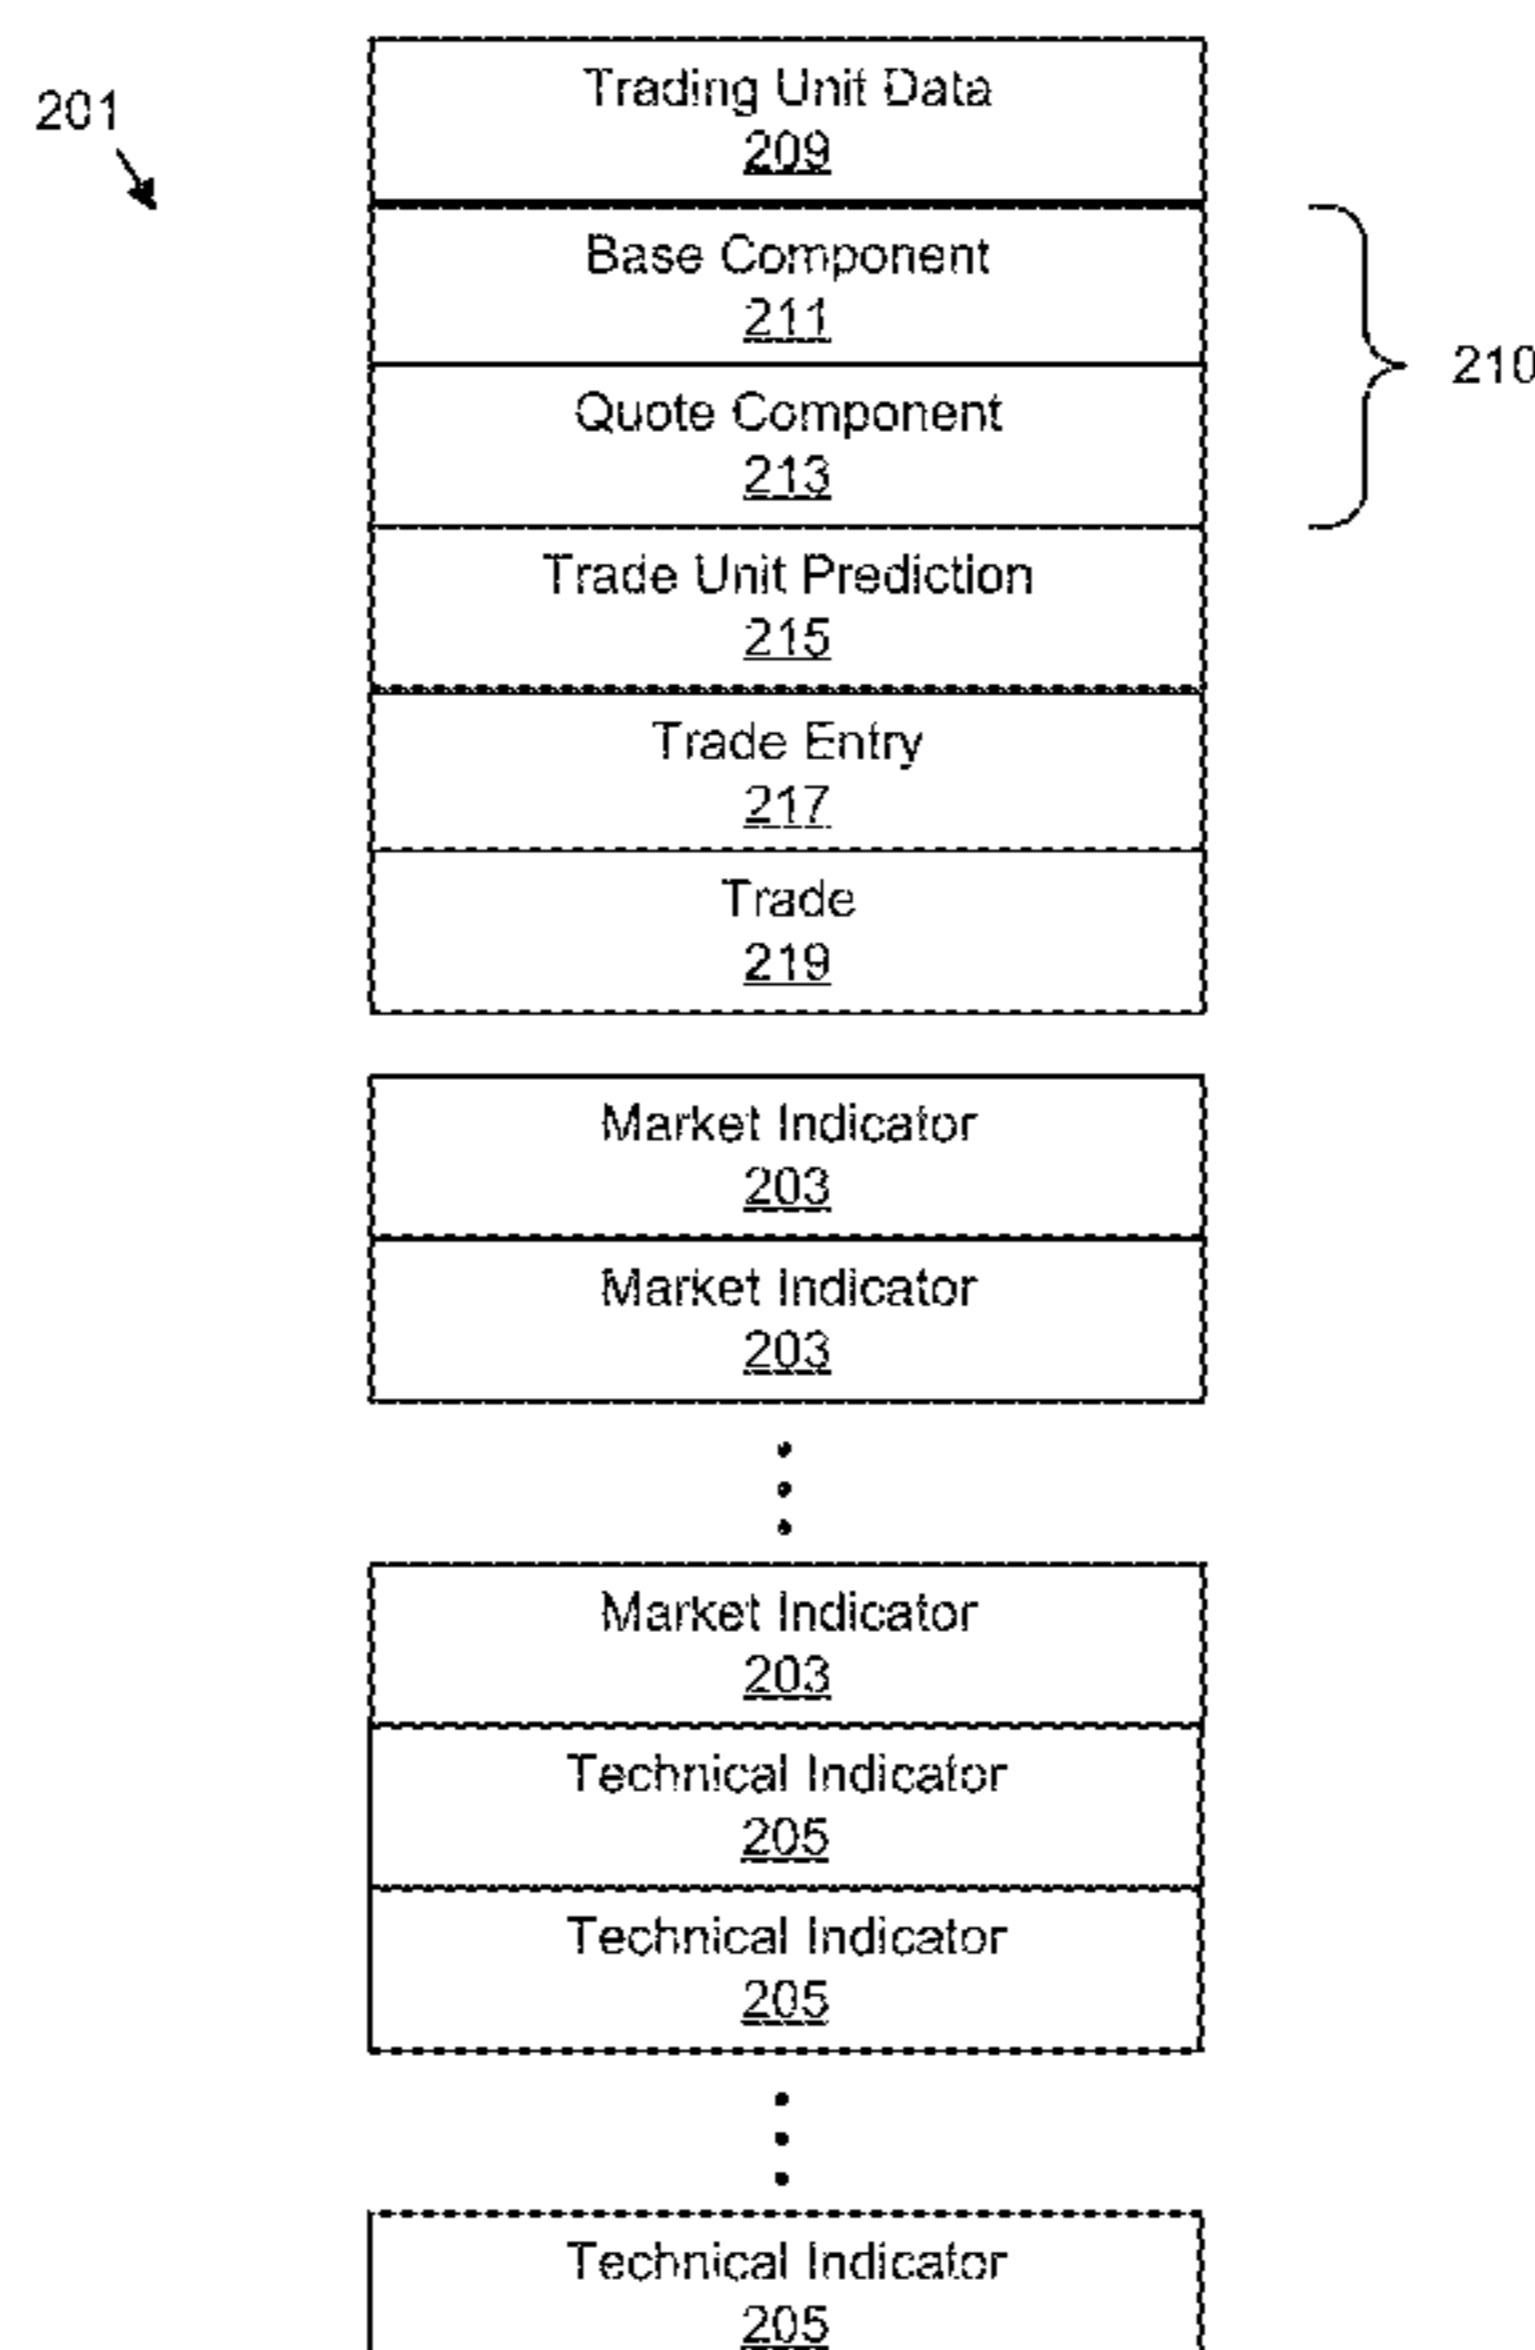 201
Trading Unit Data
209
Base Component
211
210
Quote Component
213
Trade Unit Prediction
215
Trade Entry
217
Trade
219
Market Indicator
203
Market Indicator
203
Market Indicator
203
Technical Indicator
205
Technical Indicator
205
Technical Indicator
205